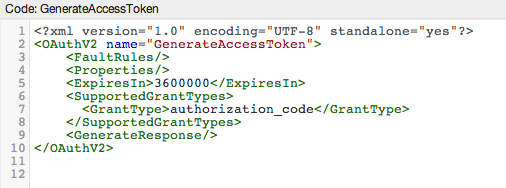 Code: GenerateAccessToken
1 <?xml version="1.0" encoding="UTF-8" standalone="yes"?>
2 <OAuthV2 name="GenerateAccessToken">
3     <FaultRules/>
4     <Properties/>
5     <ExpiresIn>3600000</ExpiresIn>
6     <SupportedGrantTypes>
7       <GrantType>authorization_code</GrantType>
8     </SupportedGrantTypes>
9     <GenerateResponse/>
10 </OAuthV2>
11
12